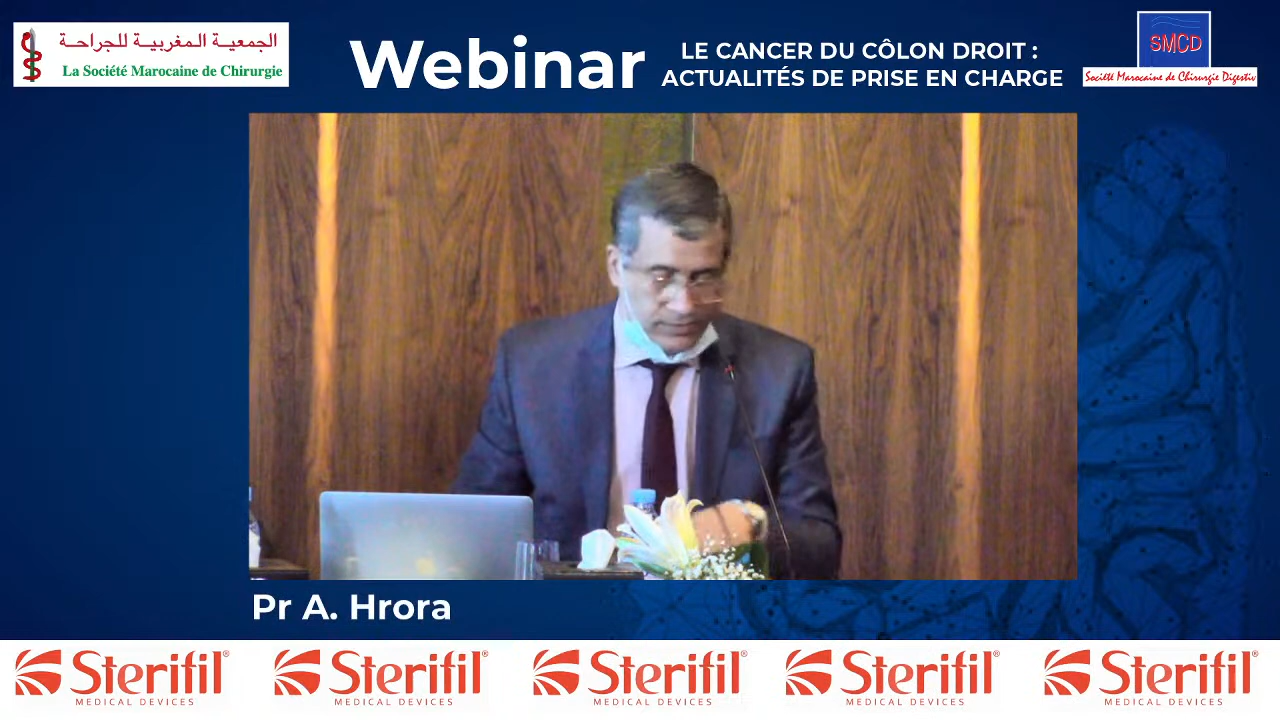 الجمعية المغربية للجراحة
La Société Marocaine de Chirurgie
Webinar
LE CANCER DU CÔLON DROIT :
ACTUALITÉS DE PRISE EN CHARGE
SMCD
Société Marocaine de Chirurgie Digestiv
Pr A. Hrora
Sterifil®
MEDICAL DEVICES
Sterifil®
MEDICAL DEVICES
Sterifil®
MEDICAL DEVICES
Sterifil®
MEDICAL DEVICES
Sterifil®
MEDICAL DEVICES